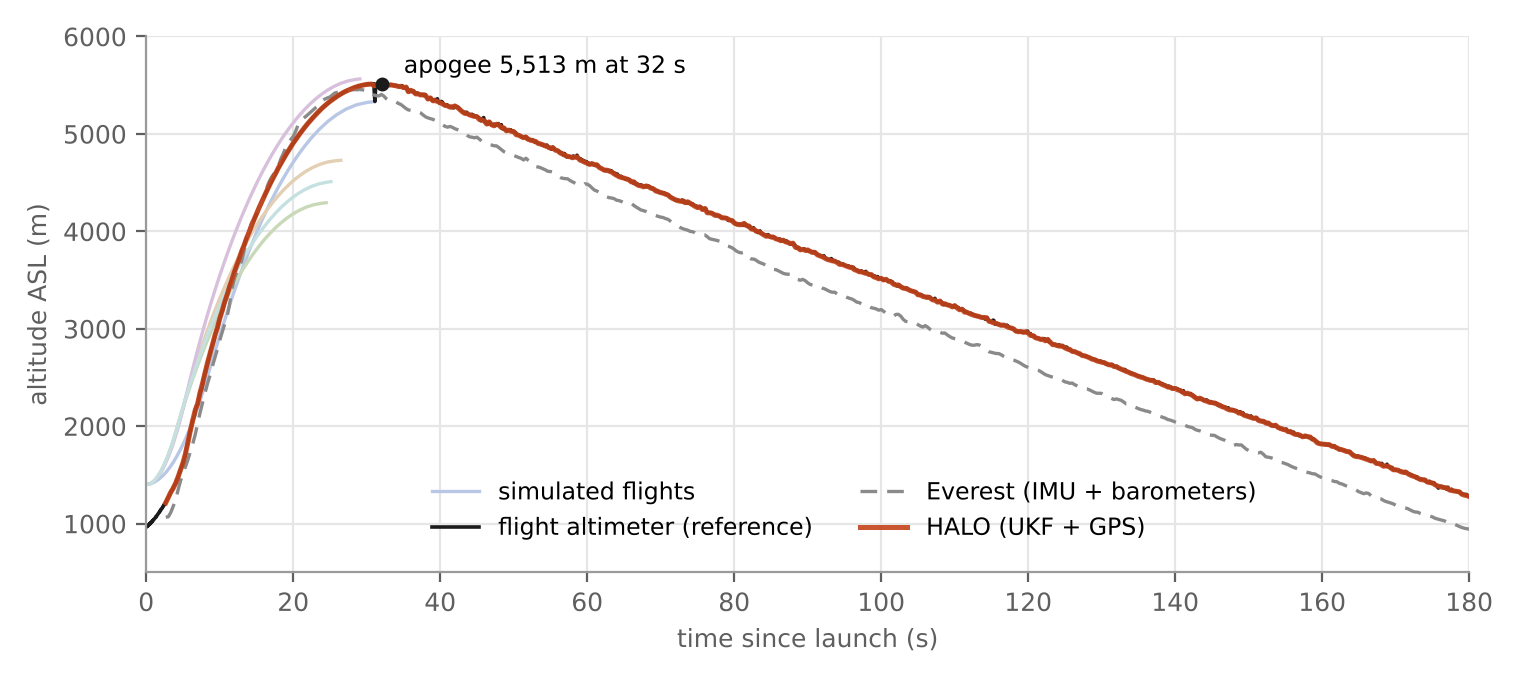 6000
5000
4000
3000
2000
1000
altitude ASL (m)
apogee 5,513 m at 32 s
simulated flights
flight altimeter (reference)
Everest (IMU + barometers)
HALO (UKF + GPS)
0 20 40 60 80 100 120 140 160 180
time since launch (s)